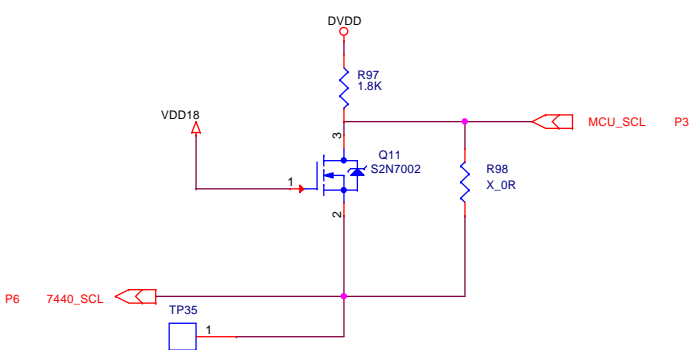 DVDD
R97
1.8K
VDD18
MCU_SCL P3
3
Q11
S2N7002
R98
X_0R
1
2
P6 7440_SCL
TP35
1